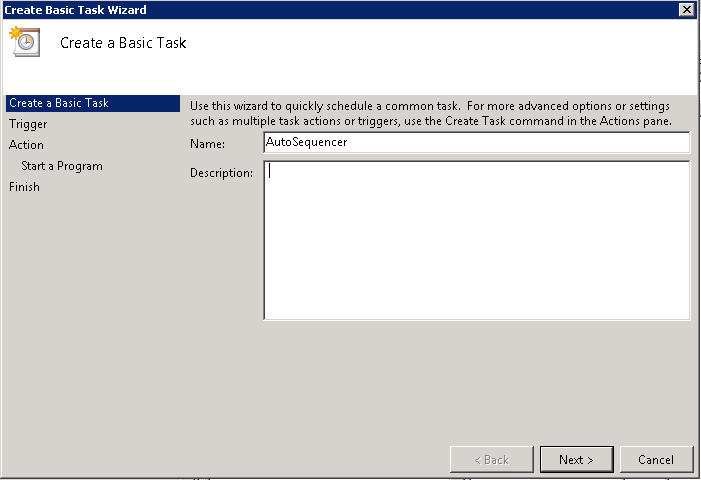 Create Basic Task Wizard
Create a Basic Task
Create a Basic Task
Trigger
Action
Start a Program
Finish
Use this wizard to quickly schedule a common task. For more advanced options or settings
such as multiple task actions or triggers, use the Create Task command in the Actions pane.
Name:
AutoSequencer
Description:
< Back
Next >
Cancel